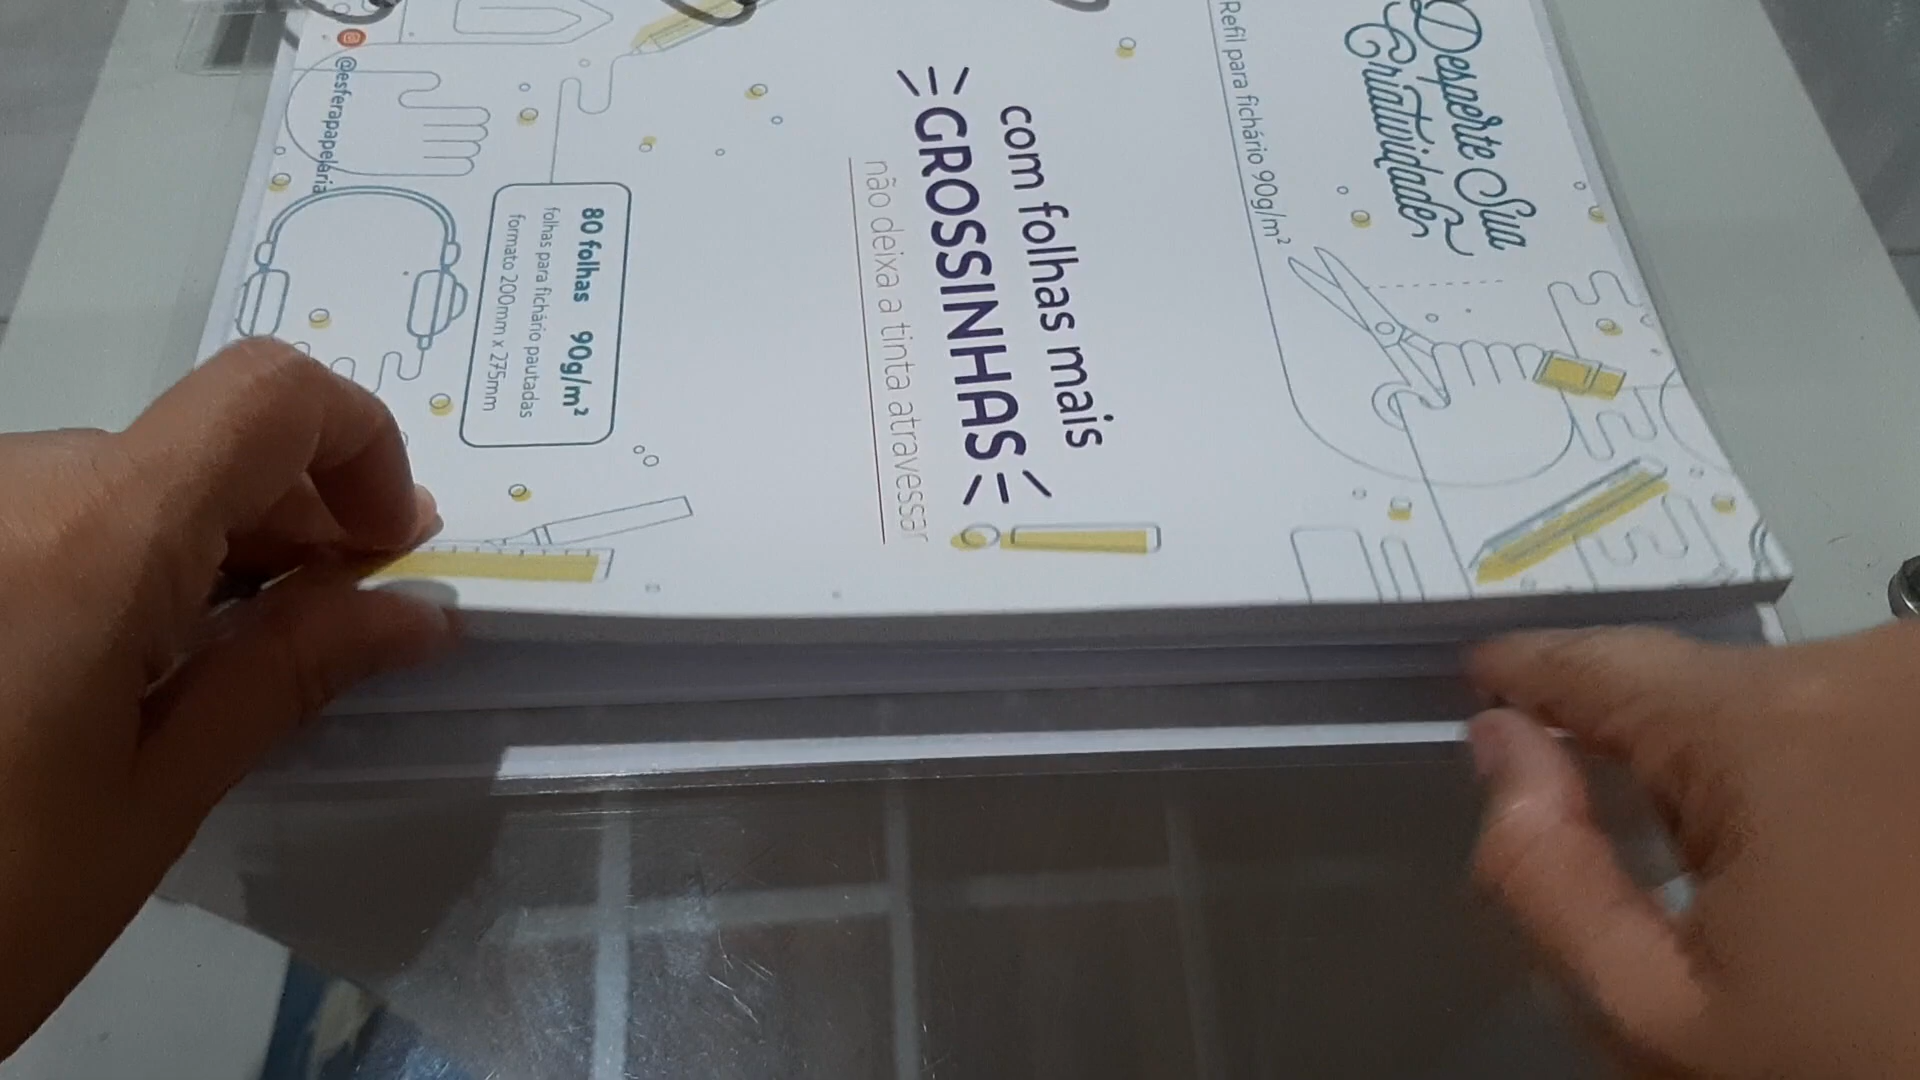 Desperte Sua
Criatividade
Refil para fichário 90g/m²
com folhas mais
GROSSINHAS
não deixa a tinta atravessar
80 folhas 90g/m²
folhas para fichário pautadas
formato 200mm x 275mm
@esferapapelaria